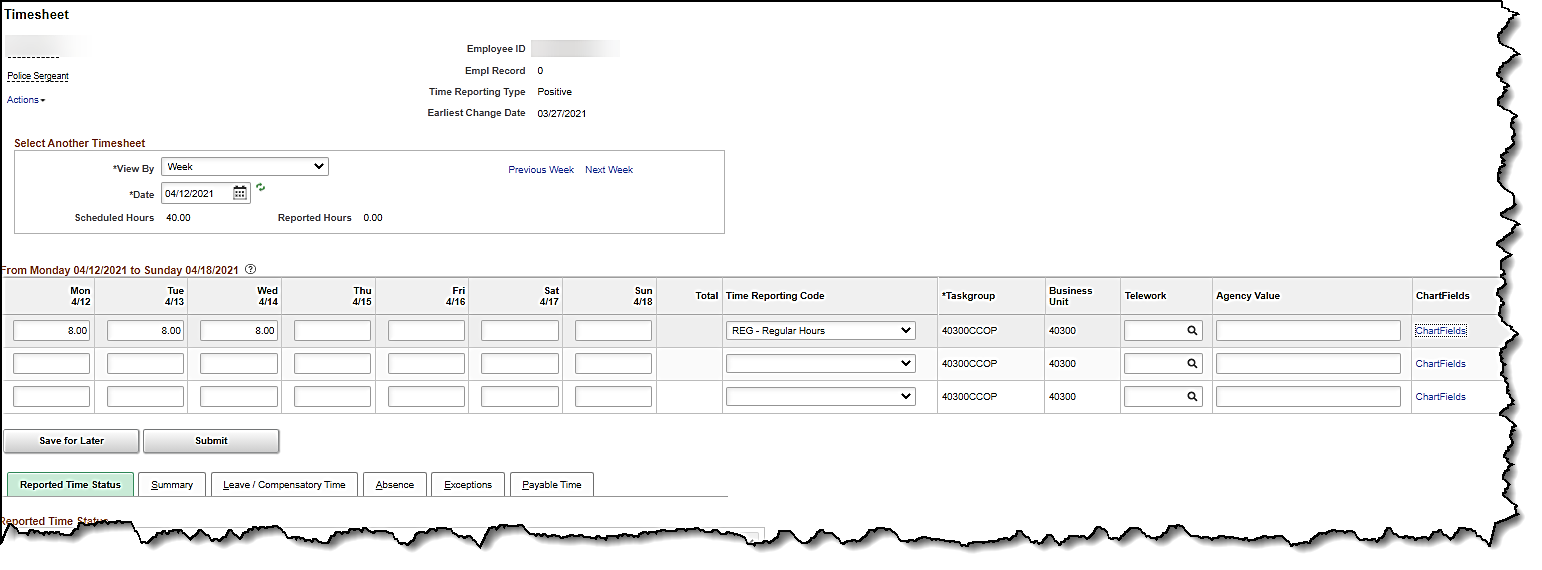 Timesheet
Employee ID
Police Sergeant
Empl Record 0
Actions
Time Reporting Type Positive
Earliest Change Date 03/27/2021
Select Another Timesheet
*View By Week Previous Week Next Week
*Date 04/12/2021
Scheduled Hours 40.00 Reported Hours 0.00
From Monday 04/12/2021 to Sunday 04/18/2021 ?
Mon 4/12 Tue 4/13 Wed 4/14 Thu 4/15 Fri 4/16 Sat 4/17 Sun 4/18 Total Time Reporting Code *Taskgroup Business Unit Telework Agency Value ChartFields
8.00 8.00 8.00 REG - Regular Hours 40300CCOP 40300 ChartFields
40300CCOP 40300 ChartFields
40300CCOP 40300 ChartFields
Save for Later Submit
Reported Time Status Summary Leave / Compensatory Time Absence Exceptions Payable Time
Reported Time Status